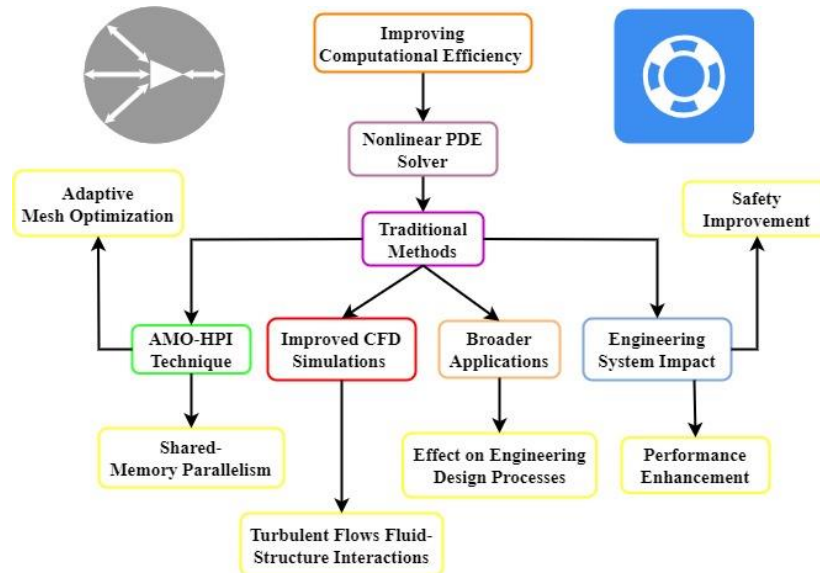 Improving
Computational Efficiency
Nonlinear PDE
Solver
Adaptive
Mesh Optimization
Safety
Improvement
Traditional
Methods
AMO-HPI
Technique
Improved CFD
Simulations
Broader
Applications
Engineering
System Impact
Shared-
Memory Parallelism
Effect on Engineering
Design Processes
Performance
Enhancement
Turbulent Flows Fluid-
Structure Interactions